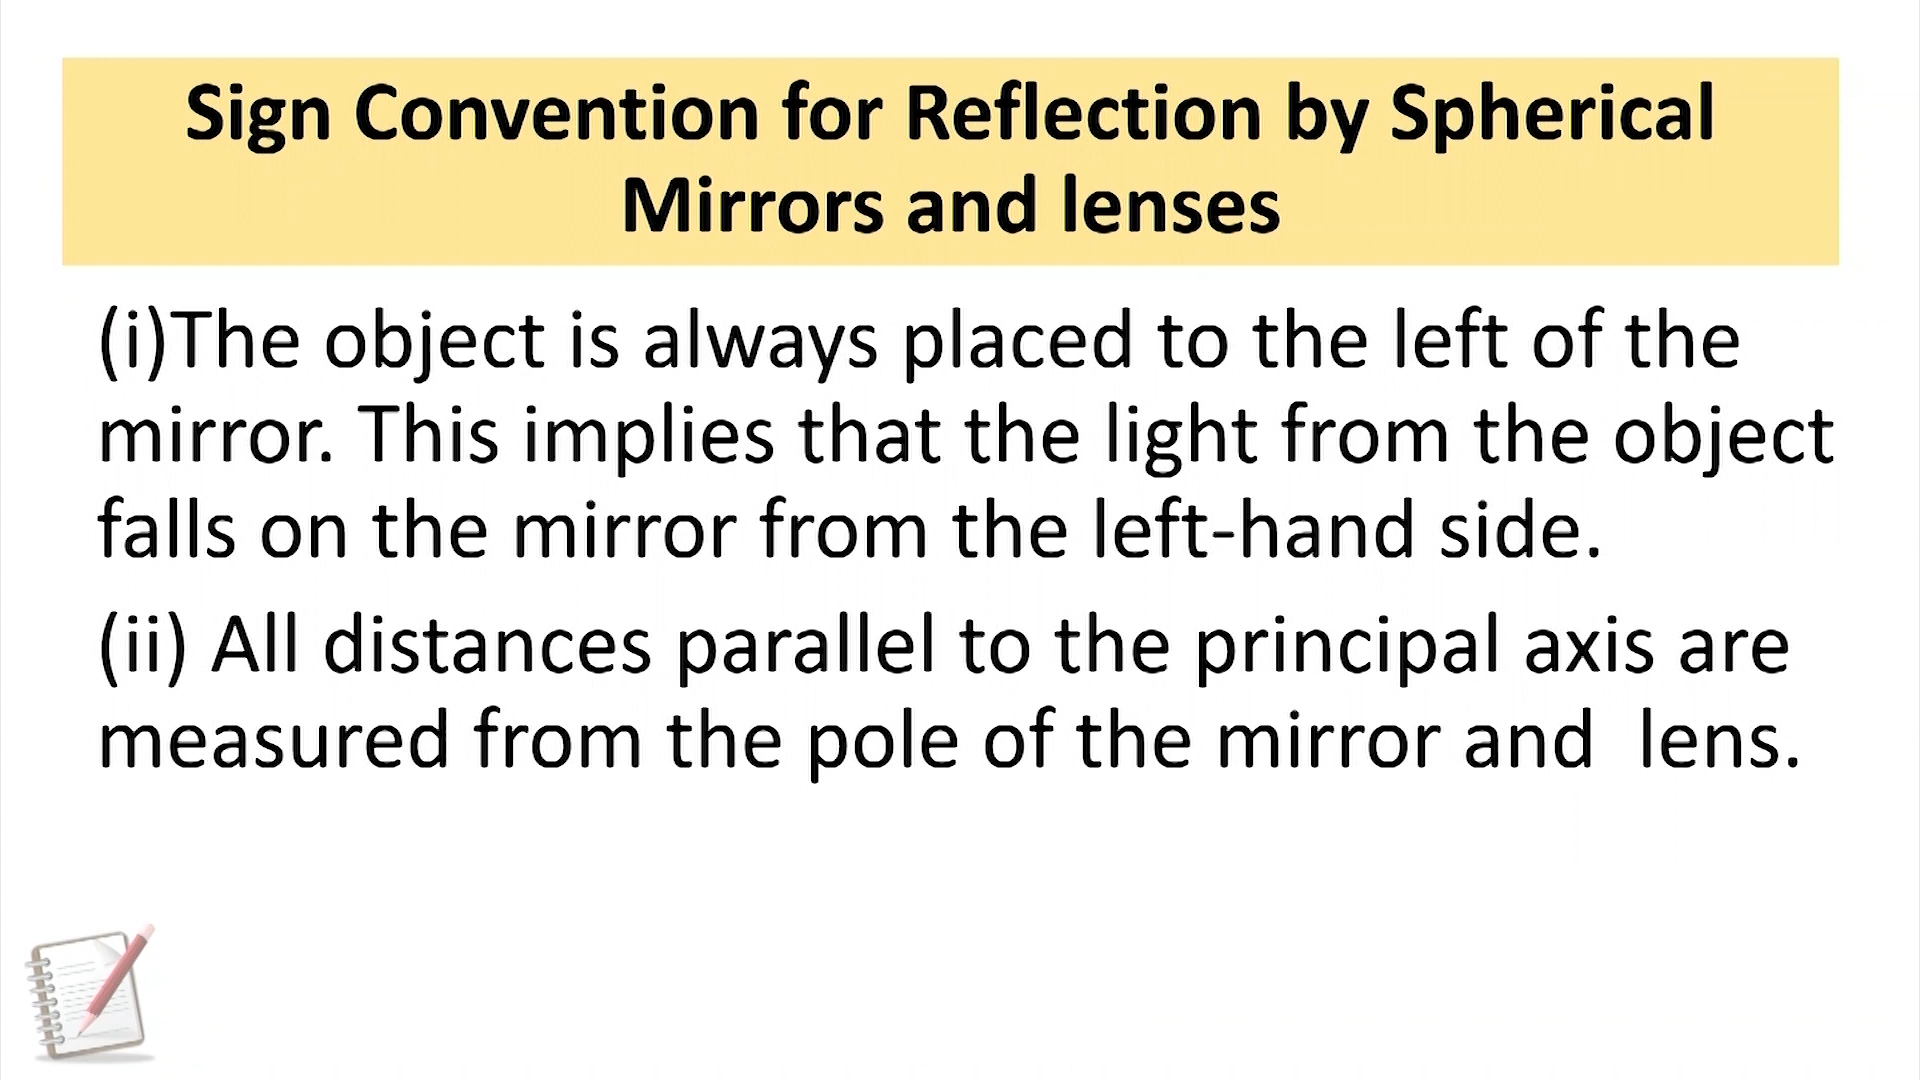 Sign Convention for Reflection by Spherical
Mirrors and lenses
(i)The object is always placed to the left of the
mirror. This implies that the light from the object
falls on the mirror from the left-hand side.
(ii) All distances parallel to the principal axis are
measured from the pole of the mirror and  lens.